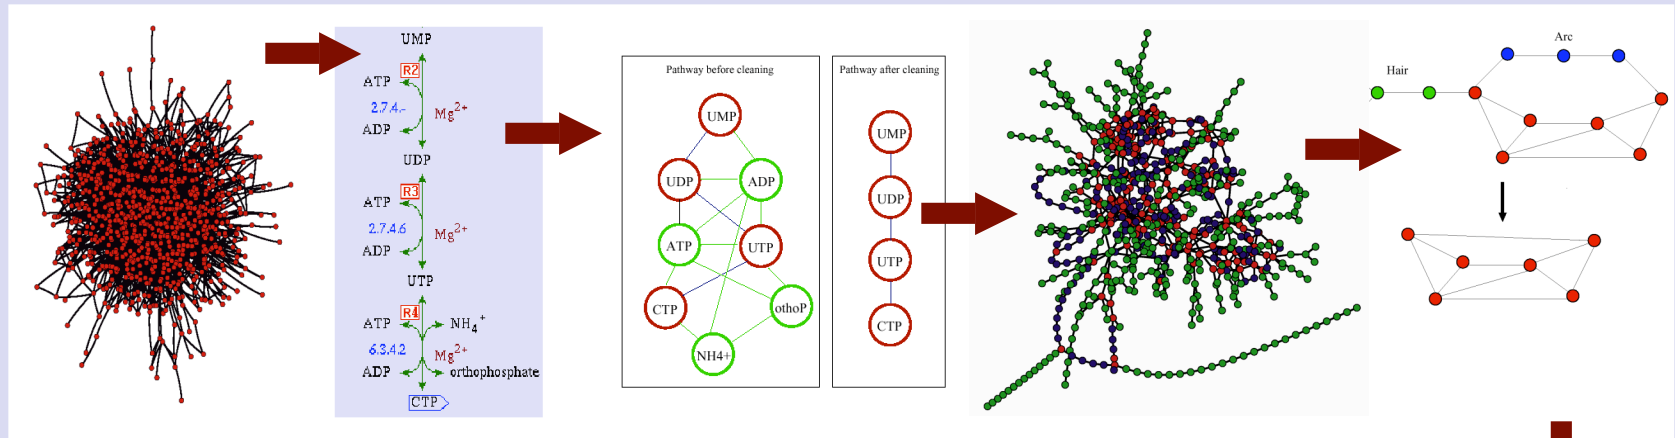 UMP
R2
ATP
2.7.4.-
Mg2+
ADP
UDP
R3
ATP
2.7.4.6
Mg2+
ADP
UTP
R4
ATP
NH4+
6.3.4.2
Mg2+
ADP
orthophosphate
CTP
Pathway before cleaning
UMP
UDP
ADP
ATP
UTP
CTP
othoP
NH4+
Pathway after cleaning
UMP
UDP
UTP
CTP
Arc
Hair